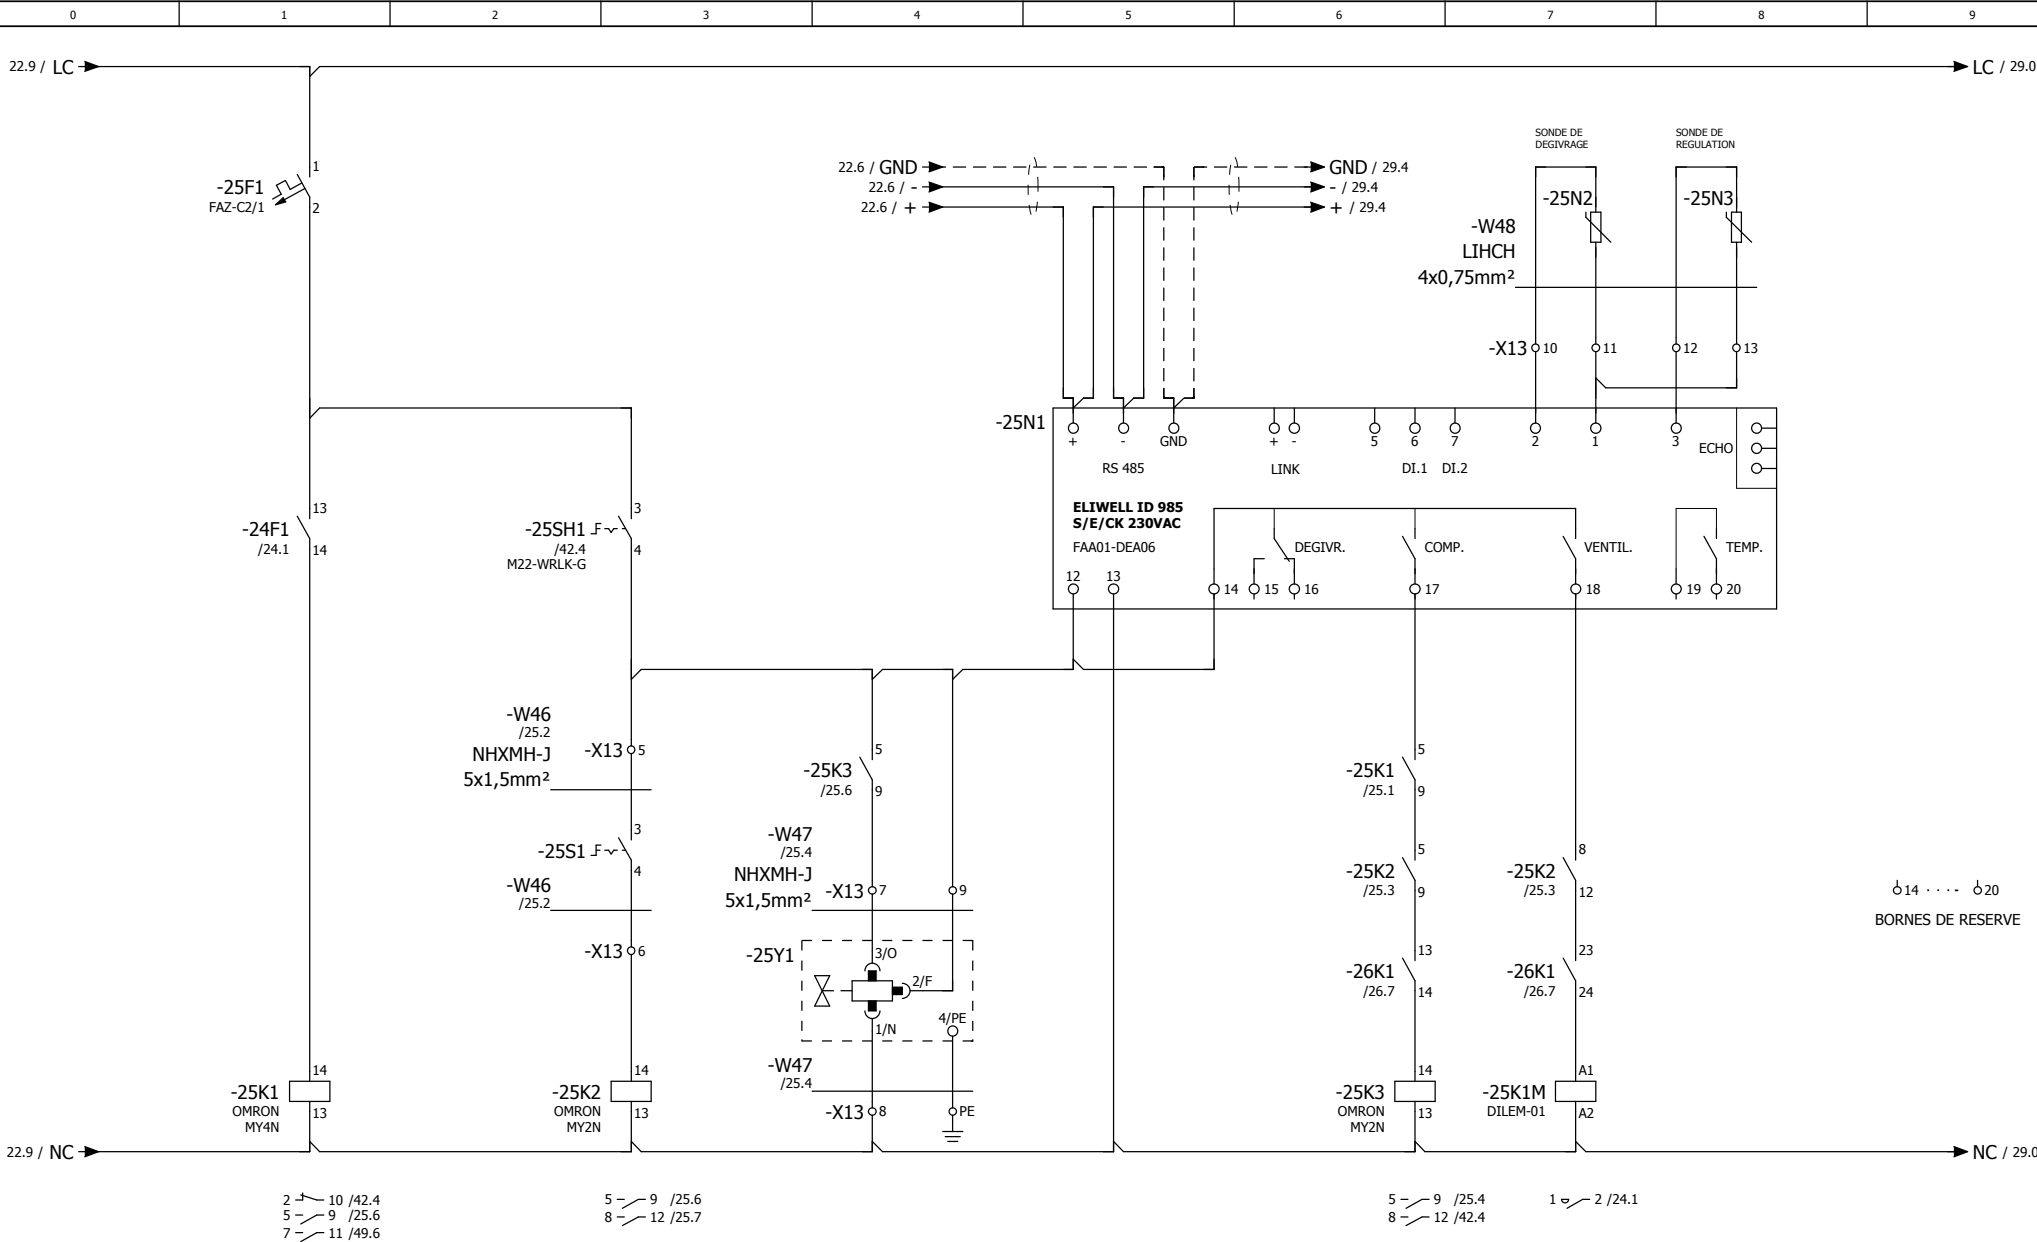 0 1 2 3 4 5 6 7 8 9
22.9 / LC
LC / 29.0
-25F1
FAZ-C2/1
1
2
22.6 / GND
22.6 / -
22.6 / +
GND / 29.4
- / 29.4
+ / 29.4
SONDE DE
DEGIVRAGE
SONDE DE
REGULATION
-25N2
-25N3
-W48
LIHCH
4x0,75mm²
-X13 10 11 12 13
-25N1
+ - GND + - 5 6 7 2 1 3
RS 485 LINK DI.1 DI.2
ECHO
ELIWELL ID 985
S/E/CK 230VAC
FAA01-DEA06
DEGIVR. COMP. VENTIL. TEMP.
12 13 14 15 16 17 18 19 20
-24F1
/24.1
13
14
-25SH1
/42.4
M22-WRLK-G
3
4
-W46
/25.2
NHXMH-J
5x1,5mm²
-X13 5
-25S1
3
4
-W46
/25.2
-X13 6
-25K3
/25.6
5
9
-W47
/25.4
NHXMH-J
5x1,5mm²
-X13 7 9
-25Y1
3/O
2/F
1/N
4/PE
-W47
/25.4
-X13 8 PE
-25K1
/25.1
5
9
-25K2
/25.3
5
9
-26K1
/26.7
13
14
-25K2
/25.3
8
12
-26K1
/26.7
23
24
14 · · · - 20
BORNES DE RESERVE
-25K1
OMRON
MY4N
14
13
-25K2
OMRON
MY2N
14
13
-25K3
OMRON
MY2N
14
13
-25K1M
DILEM-01
A1
A2
22.9 / NC
NC / 29.0
2 10 /42.4
5 9 /25.6
7 11 /49.6
5 9 /25.6
8 12 /25.7
5 9 /25.4
8 12 /42.4
1 2 /24.1